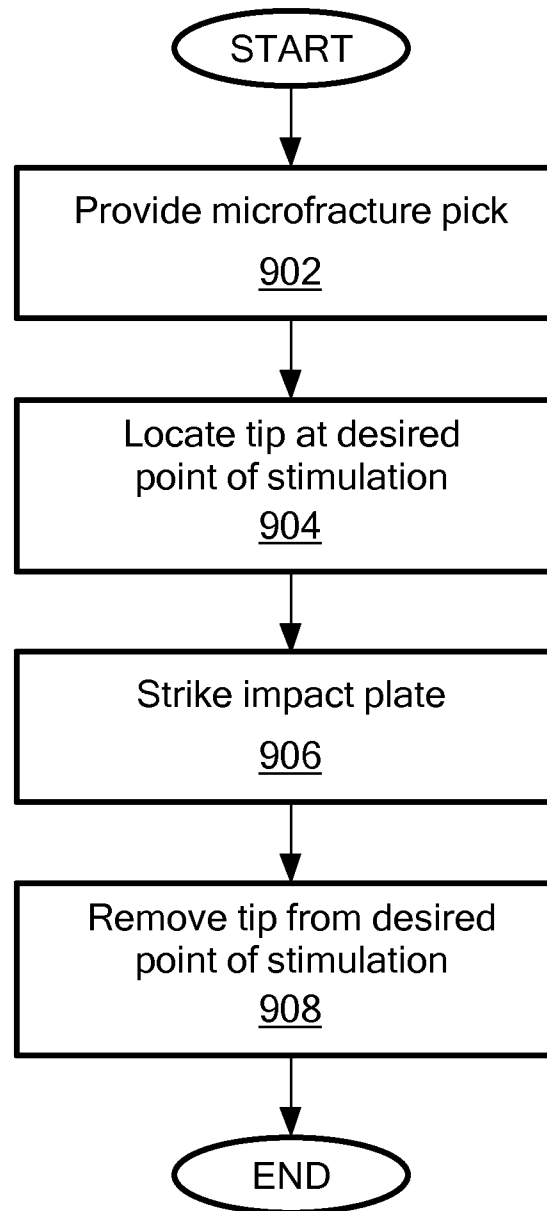 START
Provide microfracture pick
902
Locate tip at desired
point of stimulation
904
Strike impact plate
906
Remove tip from desired
point of stimulation
908
END